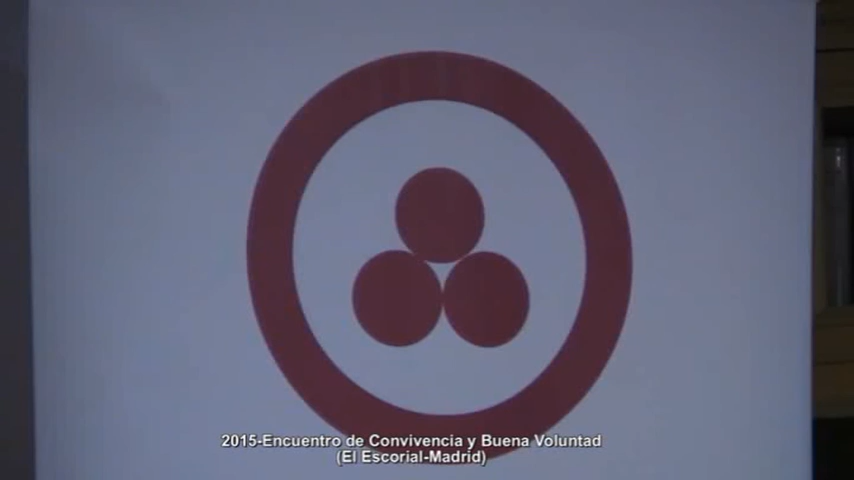 2015-Encuentro de Convivencia y Buena Voluntad
(El Escorial-Madrid)